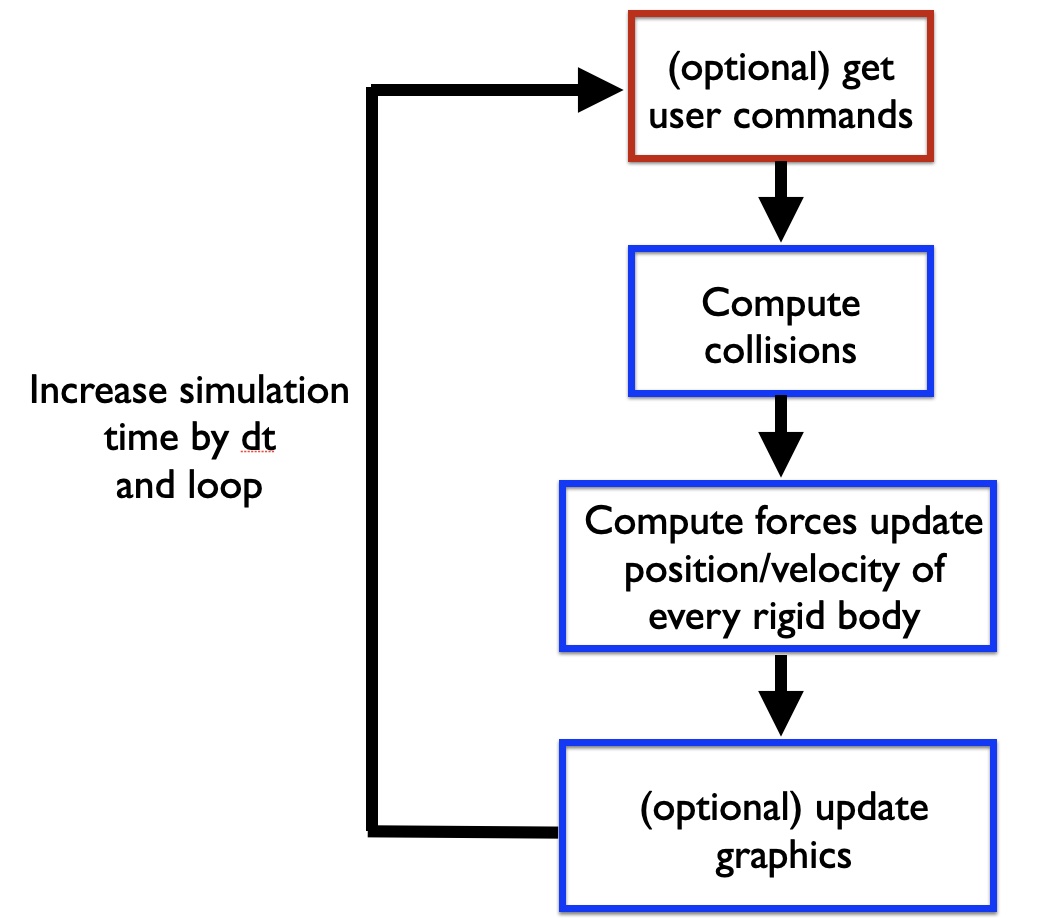 (optional) get
user commands
Compute
collisions
Increase simulation
time by dt
and loop
Compute forces update
position/velocity of
every rigid body
(optional) update
graphics